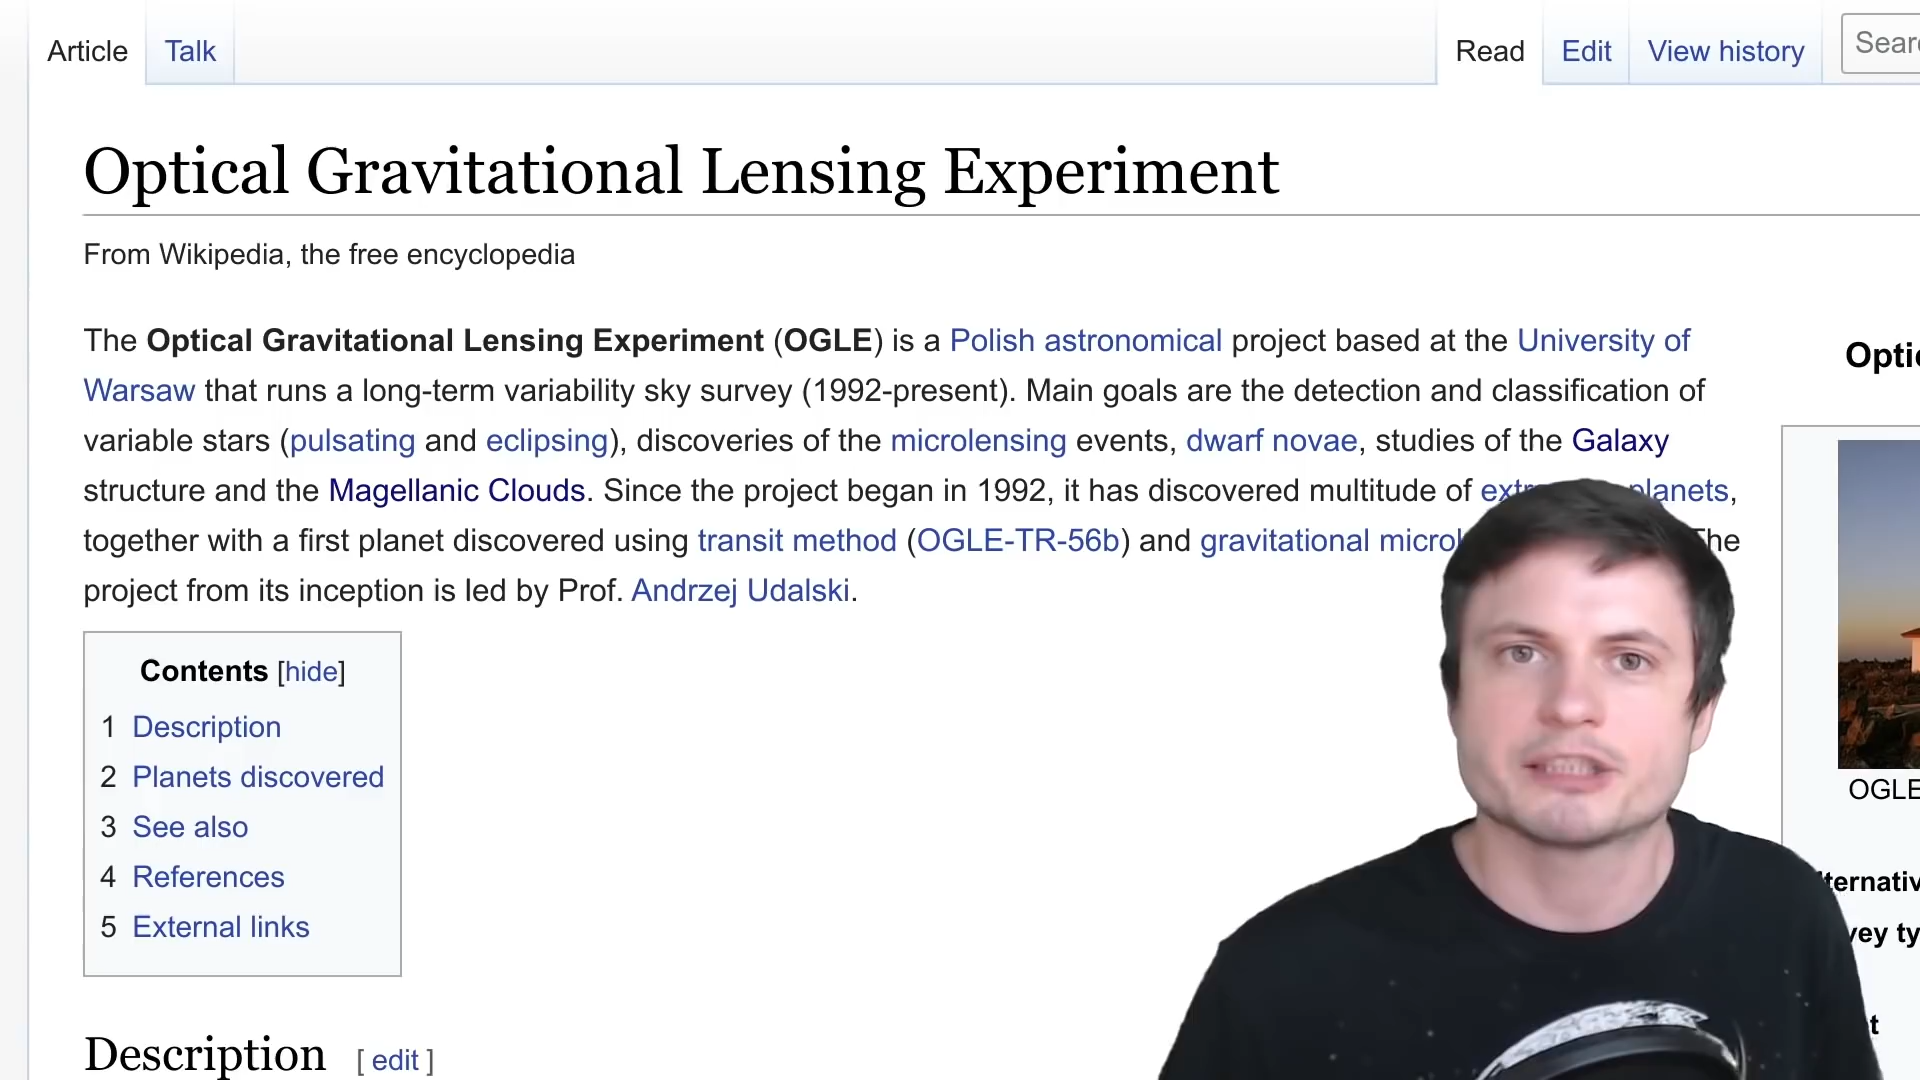 Article Talk Read Edit View history
Optical Gravitational Lensing Experiment
From Wikipedia, the free encyclopedia
The Optical Gravitational Lensing Experiment (OGLE) is a Polish astronomical project based at the University of
Warsaw that runs a long-term variability sky survey (1992-present). Main goals are the detection and classification of
variable stars (pulsating and eclipsing), discoveries of the microlensing events, dwarf novae, studies of the Galaxy
structure and the Magellanic Clouds. Since the project began in 1992, it has discovered multitude of planets,
together with a first planet discovered using transit method (OGLE-TR-56b) and gravitational The
project from its inception is led by Prof. Andrzej Udalski.
Contents [hide]
1 Description
2 Planets discovered
3 See also
4 References
5 External links
Description [ edit ]
OGLE